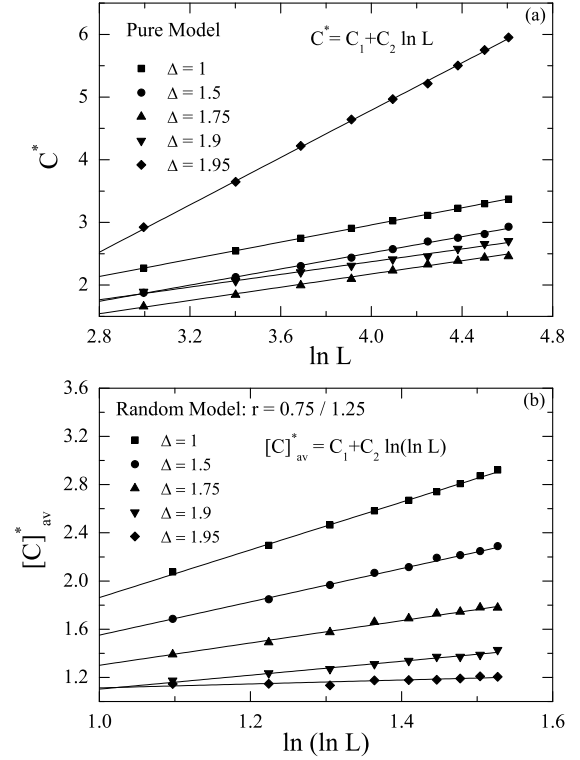 (a)
Pure Model
C* = C₁+C₂ ln L
Δ = 1
Δ = 1.5
Δ = 1.75
Δ = 1.9
Δ = 1.95
C*
6
5
4
3
2
2.8 3.2 3.6 4.0 4.4 4.8
ln L
(b)
Random Model: r = 0.75 / 1.25
[C]*av = C₁+C₂ ln(ln L)
Δ = 1
Δ = 1.5
Δ = 1.75
Δ = 1.9
Δ = 1.95
[C]*av
3.6
3.2
2.8
2.4
2.0
1.6
1.2
1.0 1.2 1.4 1.6
ln (ln L)